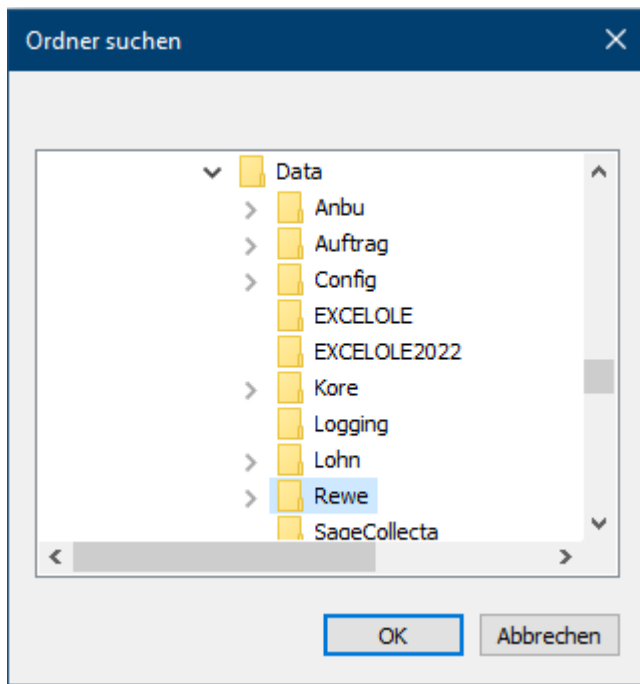 Ordner suchen
Data
Anbu
Auftrag
Config
EXCELOLE
EXCELOLE2022
Kore
Logging
Lohn
Rewe
SageCollecta
OK
Abbrechen